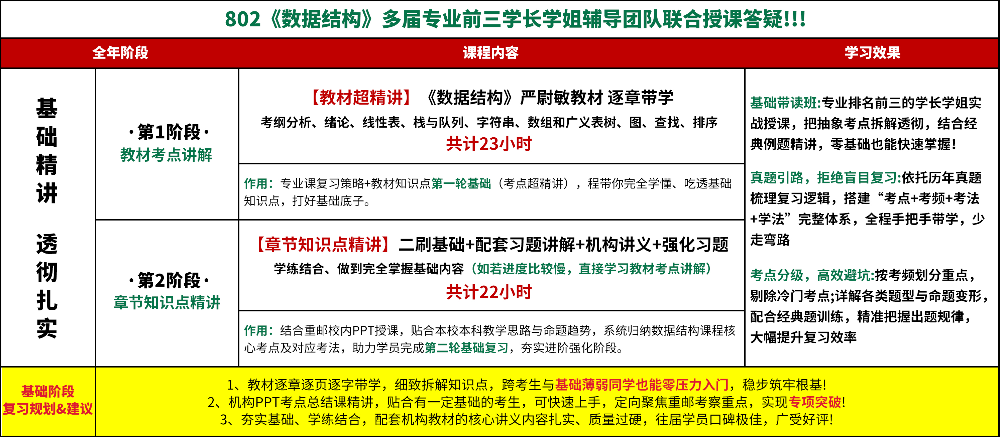 802《数据结构》多届专业前三学长学姐辅导团队联合授课答疑!!!
全年阶段
课程内容
学习效果
基础精讲 透彻扎实
·第1阶段·
教材考点讲解
【教材超精讲】《数据结构》严尉敏教材 逐章带学
考纲分析、绪论、线性表、栈与队列、字符串、数组和广义表树、图、查找、排序
共计23小时
作用：专业课复习策略+教材知识点第一轮基础（考点超精讲），程带你完全学懂、吃透基础
知识点，打好基础底子。
·第2阶段·
章节知识点精讲
【章节知识点精讲】二刷基础+配套习题讲解+机构讲义+强化习题
学练结合、做到完全掌握基础内容（如若进度比较慢，直接学习教材考点讲解）
共计22小时
作用：结合重邮校内PPT授课，贴合本校本科教学思路与命题趋势，系统归纳数据结构课程核
心考点及对应考法，助力学员完成第二轮基础复习，夯实进阶强化阶段。
基础带读班:专业排名前三的学长学姐实
战授课，把抽象考点拆解透彻，结合经
典例题精讲，零基础也能快速掌握！
真题引路，拒绝盲目复习:依托历年真题
梳理复习逻辑，搭建“考点+考频+考法
+学法”完整体系，全程手把手带学，少
走弯路
考点分级，高效避坑:按考频划分重点，
剔除冷门考点;详解各类题型与命题变形，
配合经典题训练，精准把握出题规律，
大幅提升复习效率
基础阶段
复习规划&建议
1、教材逐章逐页逐字带学，细致拆解知识点，跨考生与基础薄弱同学也能零压力入门，稳步筑牢根基!
2、机构PPT考点总结课精讲，贴合有一定基础的考生，可快速上手，定向聚焦重邮考察重点，实现专项突破!
3、夯实基础、学练结合，配套机构教材的核心讲义内容扎实、质量过硬，往届学员口碑极佳，广受好评!